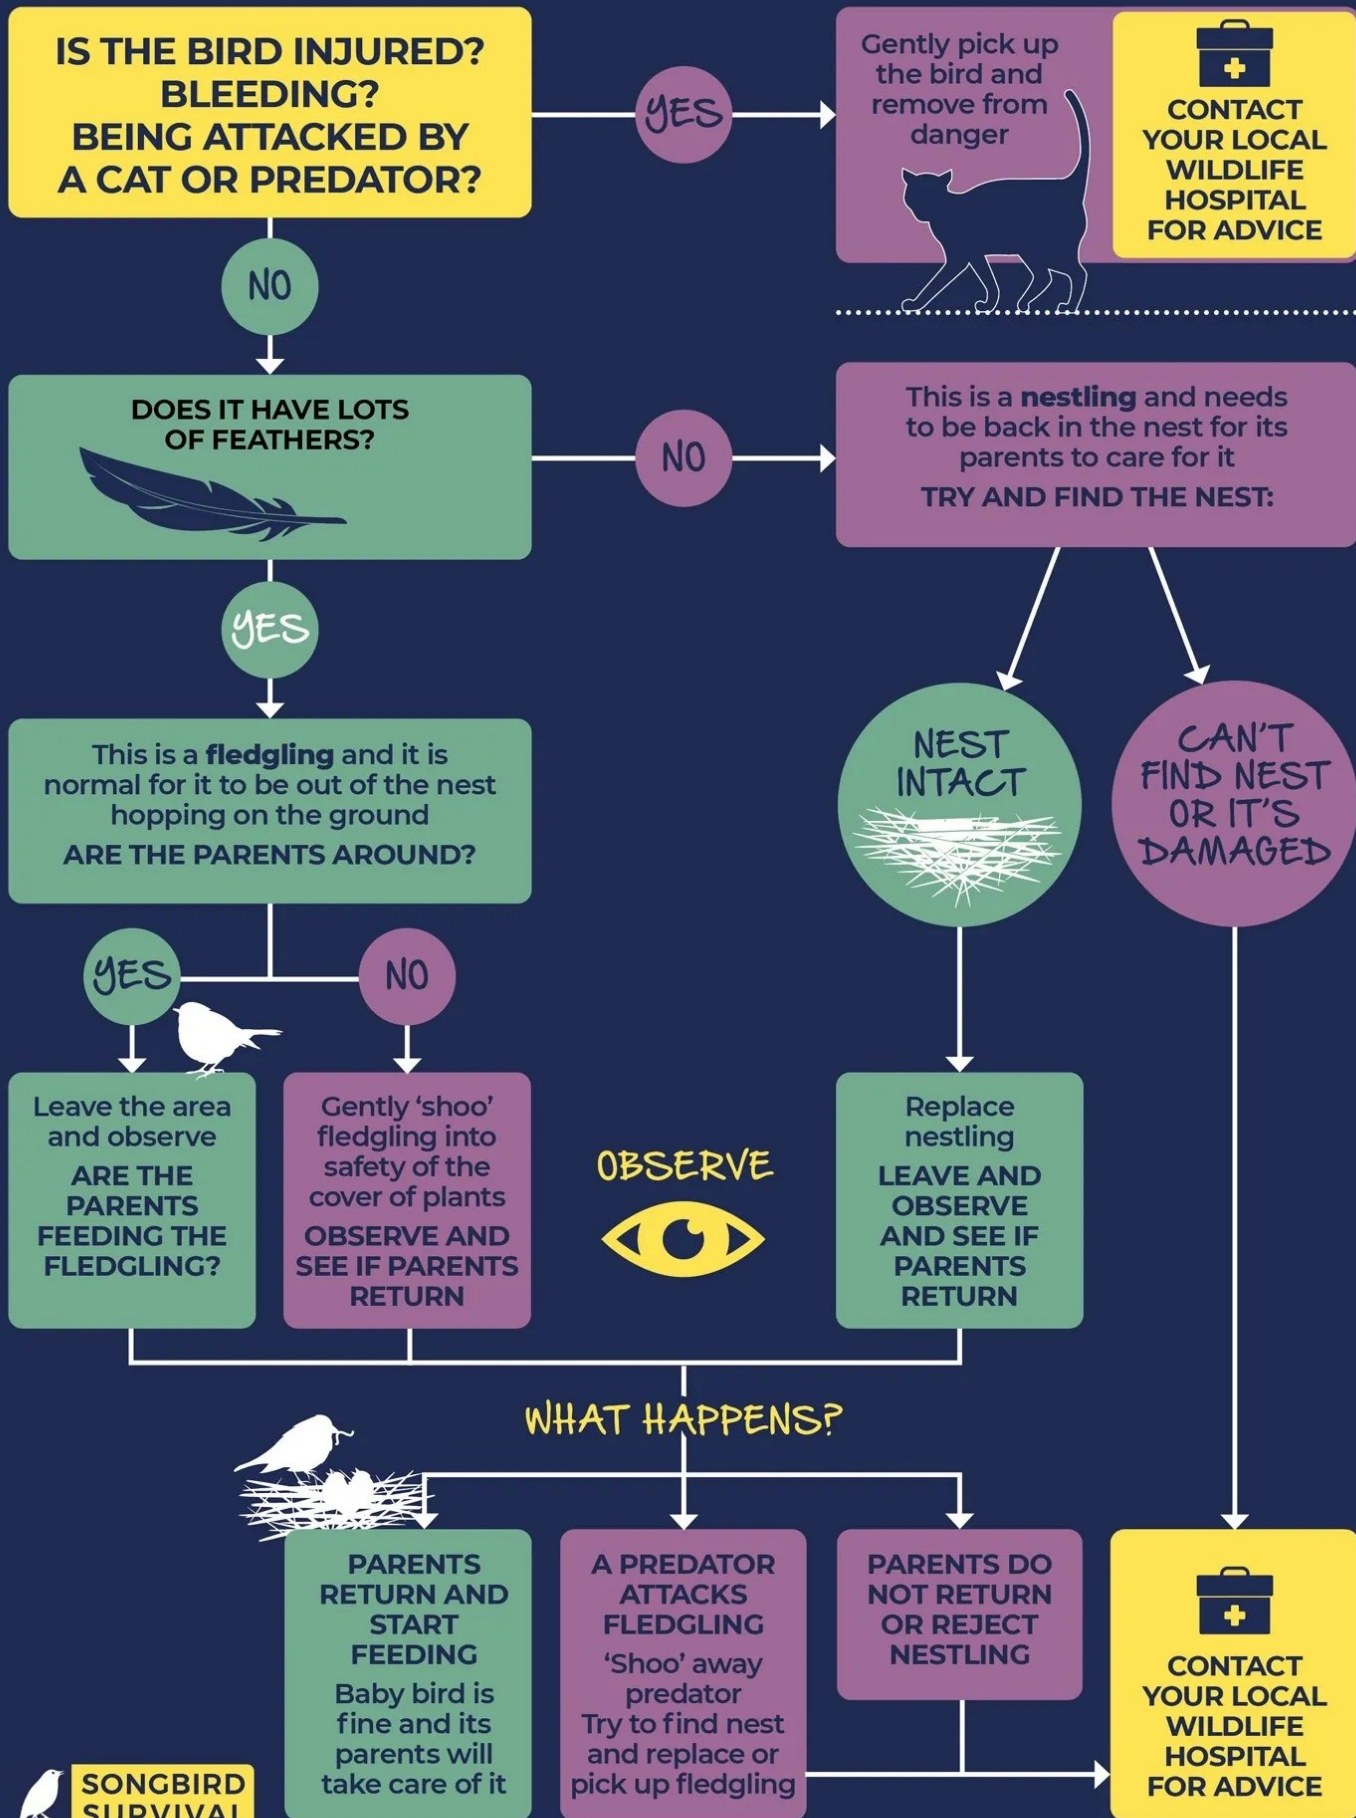 IS THE BIRD INJURED?
BLEEDING?
BEING ATTACKED BY
A CAT OR PREDATOR?
YES
Gently pick up
the bird and
remove from
danger
CONTACT
YOUR LOCAL
WILDLIFE
HOSPITAL
FOR ADVICE
NO
DOES IT HAVE LOTS
OF FEATHERS?
NO
This is a nestling and needs
to be back in the nest for its
parents to care for it
TRY AND FIND THE NEST:
YES
This is a fledgling and it is
normal for it to be out of the nest
hopping on the ground
ARE THE PARENTS AROUND?
NEST
INTACT
CAN'T
FIND NEST
OR IT'S
DAMAGED
YES
NO
Leave the area
and observe
ARE THE
PARENTS
FEEDING THE
FLEDGLING?
Gently ‘shoo’
fledgling into
safety of the
cover of plants
OBSERVE AND
SEE IF PARENTS
RETURN
OBSERVE
Replace
nestling
LEAVE AND
OBSERVE
AND SEE IF
PARENTS
RETURN
WHAT HAPPENS?
PARENTS
RETURN AND
START
FEEDING
Baby bird is
fine and its
parents will
take care of it
A PREDATOR
ATTACKS
FLEDGLING
‘Shoo’ away
predator
Try to find nest
and replace or
pick up fledgling
PARENTS DO
NOT RETURN
OR REJECT
NESTLING
CONTACT
YOUR LOCAL
WILDLIFE
HOSPITAL
FOR ADVICE
SONGBIRD
SURVIVAL